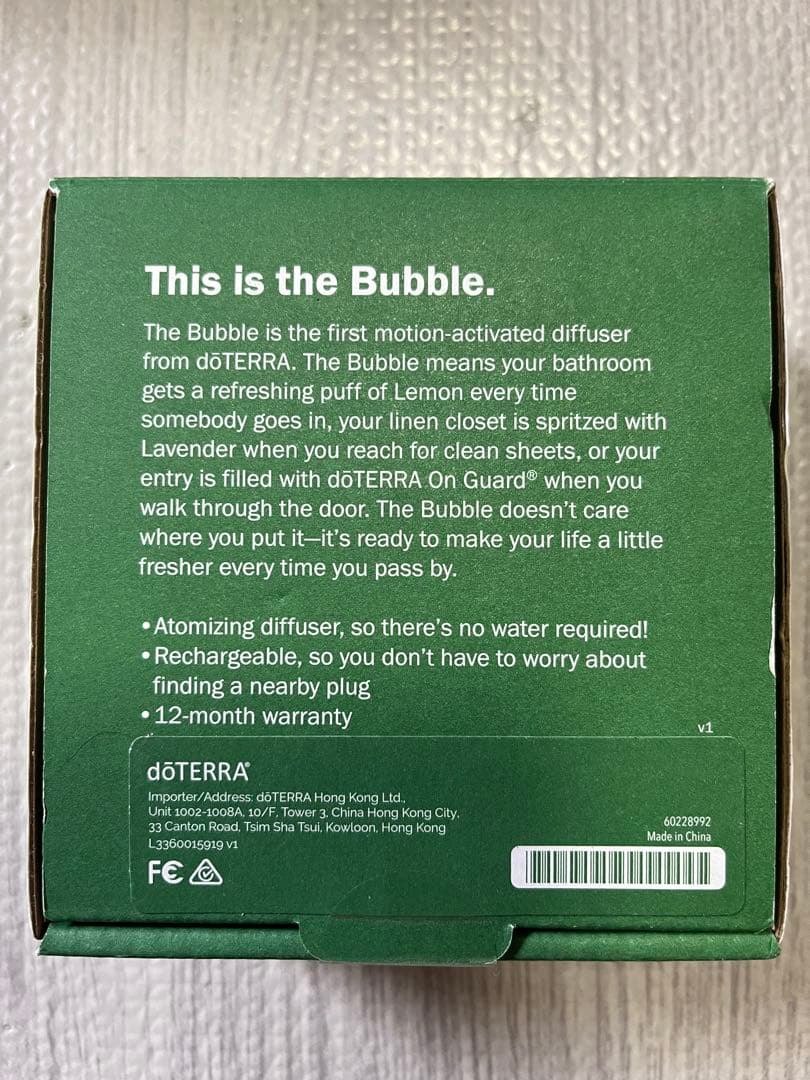 This is the Bubble.
The Bubble is the first motion-activated diffuser
from dōTERRA. The Bubble means your bathroom
gets a refreshing puff of Lemon every time
somebody goes in, your linen closet is spritzed with
Lavender when you reach for clean sheets, or your
entry is filled with dōTERRA On Guard® when you
walk through the door. The Bubble doesn't care
where you put it—it's ready to make your life a little
fresher every time you pass by.
•Atomizing diffuser, so there's no water required!
•Rechargeable, so you don't have to worry about
finding a nearby plug
•12-month warranty
v1
dōTERRA®
Importer/Address: dōTERRA Hong Kong Ltd.,
Unit 1002-1008A, 10/F, Tower 3, China Hong Kong City,
33 Canton Road, Tsim Sha Tsui, Kowloon, Hong Kong
L3360015919 v1
60228992
Made in China
FC